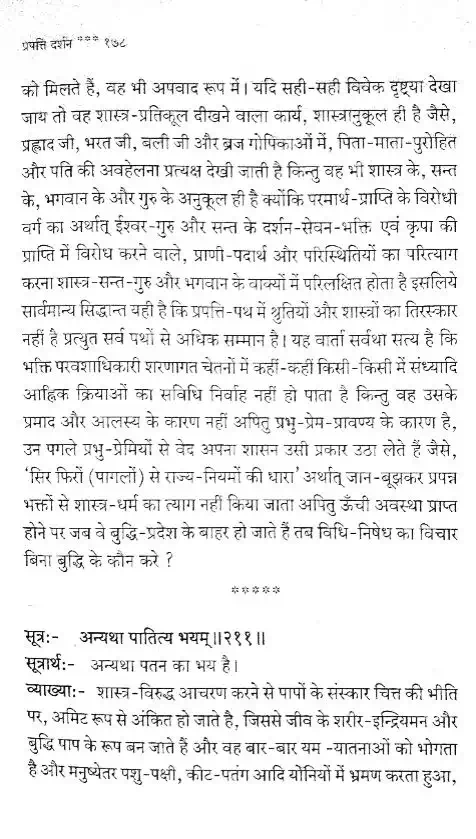 प्रपत्ति दर्शन *** १७८
को मिलते हैं, वह भी अपवाद रूप में। यदि सही-सही विवेक दृष्ट्या देखा
जाय तो वह शास्त्र-प्रतिकूल दीखने वाला कार्य, शास्त्रानुकूल ही है जैसे,
प्रह्लाद जी, भरत जी, बली जी और ब्रज गोपिकाओं में, पिता-माता-पुरोहित
और पति की अवहेलना प्रत्यक्ष देखी जाती है किन्तु वह भी शास्त्र के, सन्त
के, भगवान के और गुरु के अनुकूल ही है क्योंकि परमार्थ-प्राप्ति के विरोधी
वर्ग का अर्थात् ईश्वर-गुरु और सन्त के दर्शन-सेवन-भक्ति एवं कृपा की
प्राप्ति में विरोध करने वाले, प्राणी-पदार्थ और परिस्थितियों का परित्याग
करना शास्त्र-सन्त-गुरु और भगवान के वाक्यों में परिलक्षित होता है इसलिये
सार्वमान्य सिद्धान्त यही है कि प्रपत्ति-पथ में श्रुतियों और शास्त्रों का तिरस्कार
नहीं है प्रत्युत सर्व पथों से अधिक सम्मान है। यह वार्ता सर्वथा सत्य है कि
भक्ति परवशाधिकारी शरणागत चेतनों में कहीं-कहीं किसी-किसी में संध्यादि
आह्निक क्रियाओं का सविधि निर्वाह नहीं हो पाता है किन्तु वह उसके
प्रमाद और आलस्य के कारण नहीं अपितु प्रभु-प्रेम-प्रावण्य के कारण है,
उन पगले प्रभु-प्रेमियों से वेद अपना शासन उसी प्रकार उठा लेते हैं जैसे,
'सिर फिरों (पागलों) से राज्य-नियमों की धारा' अर्थात् जान-बूझकर प्रपन्न
भक्तों से शास्त्र-धर्म का त्याग नहीं किया जाता अपितु ऊँची अवस्था प्राप्त
होने पर जब वे बुद्धि-प्रदेश के बाहर हो जाते हैं तब विधि-निषेध का विचार
बिना बुद्धि के कौन करे ?
*****
सूत्र:- अन्यथा पातित्य भयम्॥२११॥
सूत्रार्थ:- अन्यथा पतन का भय है।
व्याख्या:- शास्त्र-विरुद्ध आचरण करने से पापों के संस्कार चित्त की भीति
पर, अमिट रूप से अंकित हो जाते है, जिससे जीव के शरीर-इन्द्रियमन और
बुद्धि पाप के रूप बन जाते हैं और वह बार-बार यम -यातनाओं को भोगता
है और मनुष्येतर पशु-पक्षी, कीट-पतंग आदि योंनियों में भ्रमण करता हुआ,